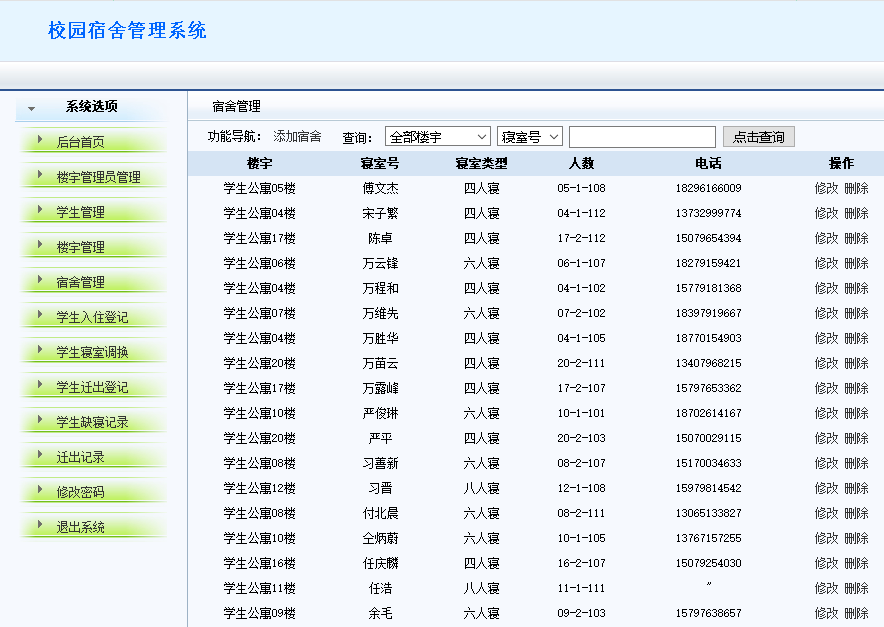 校园宿舍管理系统
系统选项
后台首页
楼宇管理员管理
学生管理
楼宇管理
宿舍管理
学生入住登记
学生寝室调换
学生迁出登记
学生缺寝记录
迁出记录
修改密码
退出系统
宿舍管理
功能导航： 添加宿舍 查询： 全部楼宇 寝室号 点击查询
楼宇 寝室号 寝室类型 人数 电话 操作
学生公寓05楼 傅文杰 四人寝 05-1-108 18296166009 修改 删除
学生公寓04楼 宋子繁 四人寝 04-1-112 13732999774 修改 删除
学生公寓17楼 陈卓 四人寝 17-2-112 15079654394 修改 删除
学生公寓06楼 万云锋 六人寝 06-1-107 18279159421 修改 删除
学生公寓04楼 万程和 四人寝 04-1-102 15779181368 修改 删除
学生公寓07楼 万维先 六人寝 07-2-102 18397919667 修改 删除
学生公寓04楼 万胜华 四人寝 04-1-105 18770154903 修改 删除
学生公寓20楼 万苗云 四人寝 20-2-111 13407968215 修改 删除
学生公寓17楼 万露峰 四人寝 17-2-107 15797653362 修改 删除
学生公寓10楼 严俊琳 六人寝 10-1-101 18702614167 修改 删除
学生公寓20楼 严平 四人寝 20-2-103 15070029115 修改 删除
学生公寓08楼 习善新 六人寝 08-2-107 15170034633 修改 删除
学生公寓12楼 习晋 八人寝 12-1-108 15979814542 修改 删除
学生公寓08楼 付北晨 六人寝 08-2-111 13065133827 修改 删除
学生公寓10楼 仝炳蔚 六人寝 10-1-105 13767157255 修改 删除
学生公寓16楼 任庆麟 四人寝 16-2-107 15079254030 修改 删除
学生公寓11楼 任浩 八人寝 11-1-111 ” 修改 删除
学生公寓09楼 余毛 六人寝 09-2-103 15797638657 修改 删除